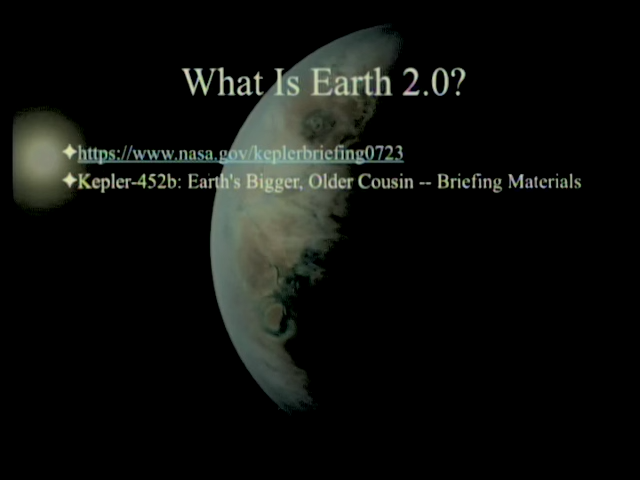 What Is Earth 2.0?
✦https://www.nasa.gov/keplerbriefing0723
✦Kepler-452b: Earth's Bigger, Older Cousin -- Briefing Materials